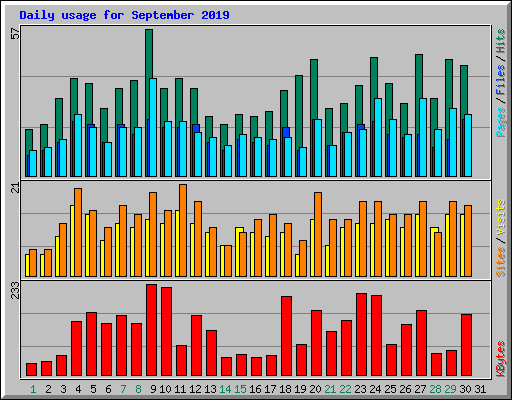 Daily usage for September 2019
57
Pages / Files / Hits
21
Sites / Visits
233
KBytes
1 2 3 4 5 6 7 8 9 10 11 12 13 14 15 16 17 18 19 20 21 22 23 24 25 26 27 28 29 30 31